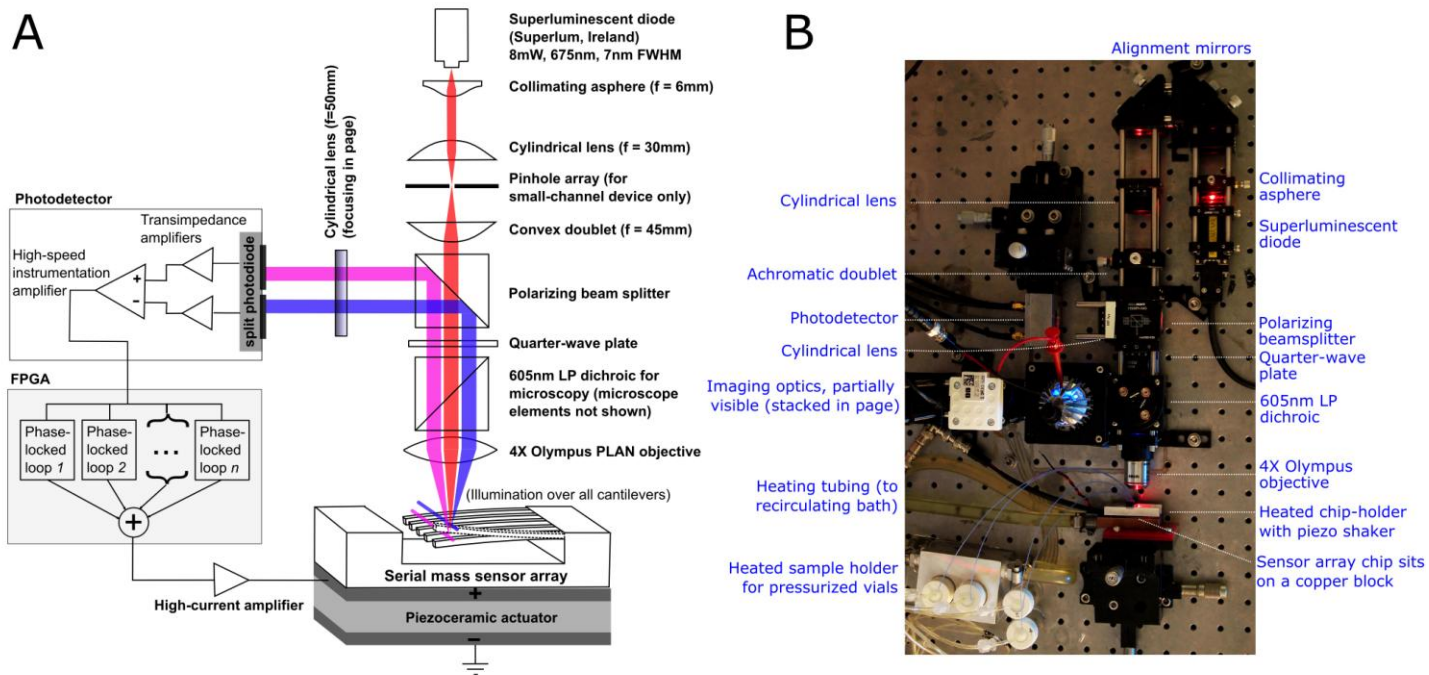 A
Superluminescent diode
(Superlum, Ireland)
8mW, 675nm, 7nm FWHM
Collimating asphere (f = 6mm)
Cylindrical lens (f=50mm)
(focusing in page)
Cylindrical lens (f = 30mm)
Pinhole array (for
small-channel device only)
Convex doublet (f = 45mm)
Photodetector
Transimpedance
amplifiers
High-speed
instrumentation
amplifier
+
−
split photodiode
Polarizing beam splitter
Quarter-wave plate
605nm LP dichroic for
microscopy (microscope
elements not shown)
4X Olympus PLAN objective
FPGA
Phase-
locked
loop 1
Phase-
locked
loop 2
...
Phase-
locked
loop n
+
(Illumination over all cantilevers)
Serial mass sensor array
+
Piezoceramic actuator
−
High-current amplifier
B
Alignment mirrors
Cylindrical lens
Achromatic doublet
Photodetector
Cylindrical lens
Imaging optics, partially
visible (stacked in page)
Heating tubing (to
recirculating bath)
Heated sample holder
for pressurized vials
Collimating
asphere
Superluminescent
diode
Polarizing
beamsplitter
Quarter-wave
plate
605nm LP
dichroic
4X Olympus
objective
Heated chip-holder
with piezo shaker
Sensor array chip sits
on a copper block